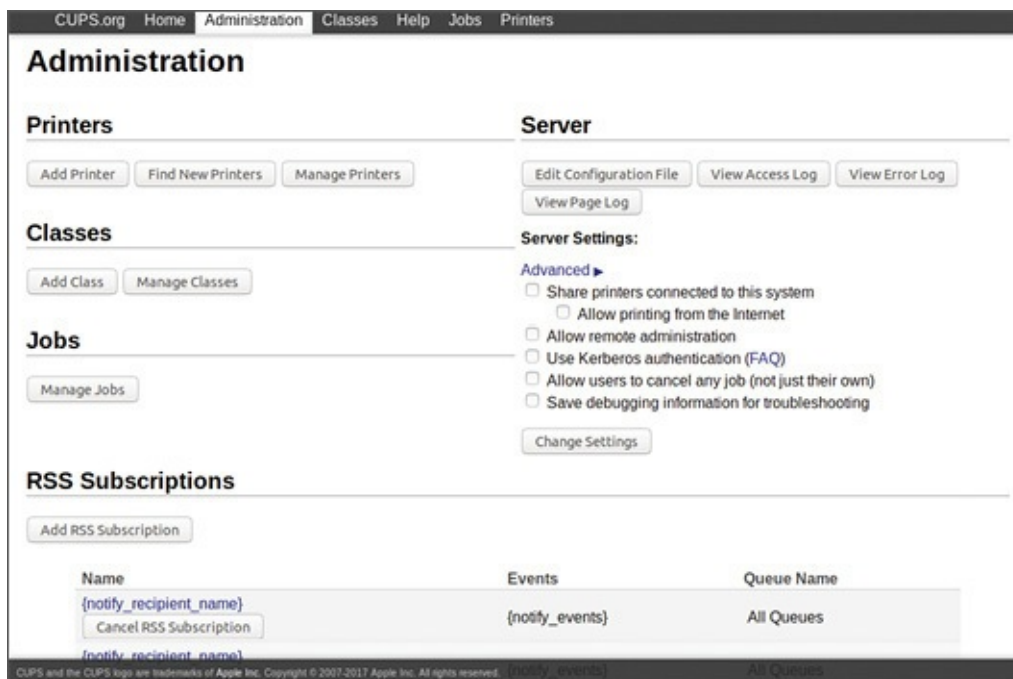 CUPS.org Home Administration Classes Help Jobs Printers
Administration
Printers
Add Printer Find New Printers Manage Printers
Classes
Add Class Manage Classes
Jobs
Manage Jobs
Server
Edit Configuration File View Access Log View Error Log
View Page Log
Server Settings:
Advanced ▶
Share printers connected to this system
Allow printing from the Internet
Allow remote administration
Use Kerberos authentication (FAQ)
Allow users to cancel any job (not just their own)
Save debugging information for troubleshooting
Change Settings
RSS Subscriptions
Add RSS Subscription
Name Events Queue Name
{notify_recipient_name}
Cancel RSS Subscription {notify_events} All Queues
{notify_recipient_name}
{notify_events} All Queues
CUPS and the CUPS logo are trademarks of Apple Inc. Copyright © 2007-2017 Apple Inc. All rights reserved.